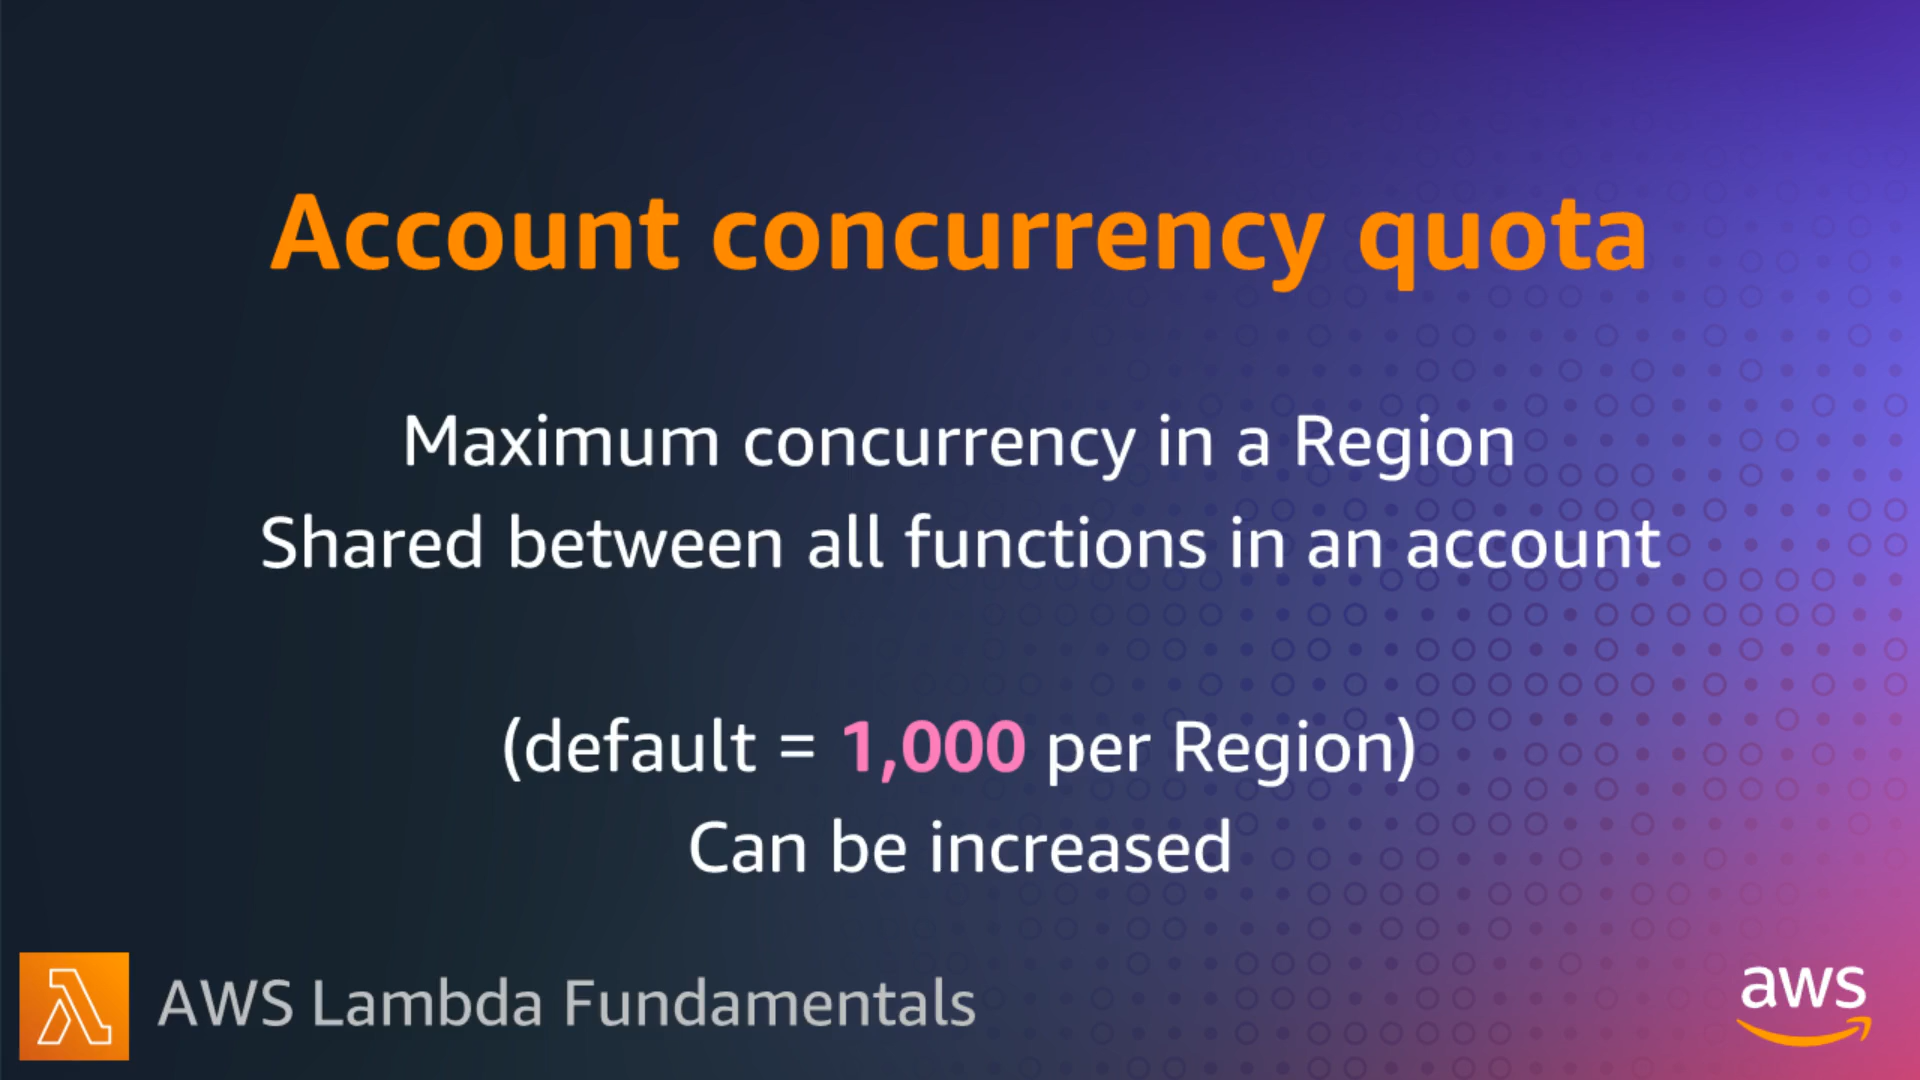 Account concurrency quota
Maximum concurrency in a Region
Shared between all functions in an account
(default = 1,000 per Region)
Can be increased
AWS Lambda Fundamentals
aws